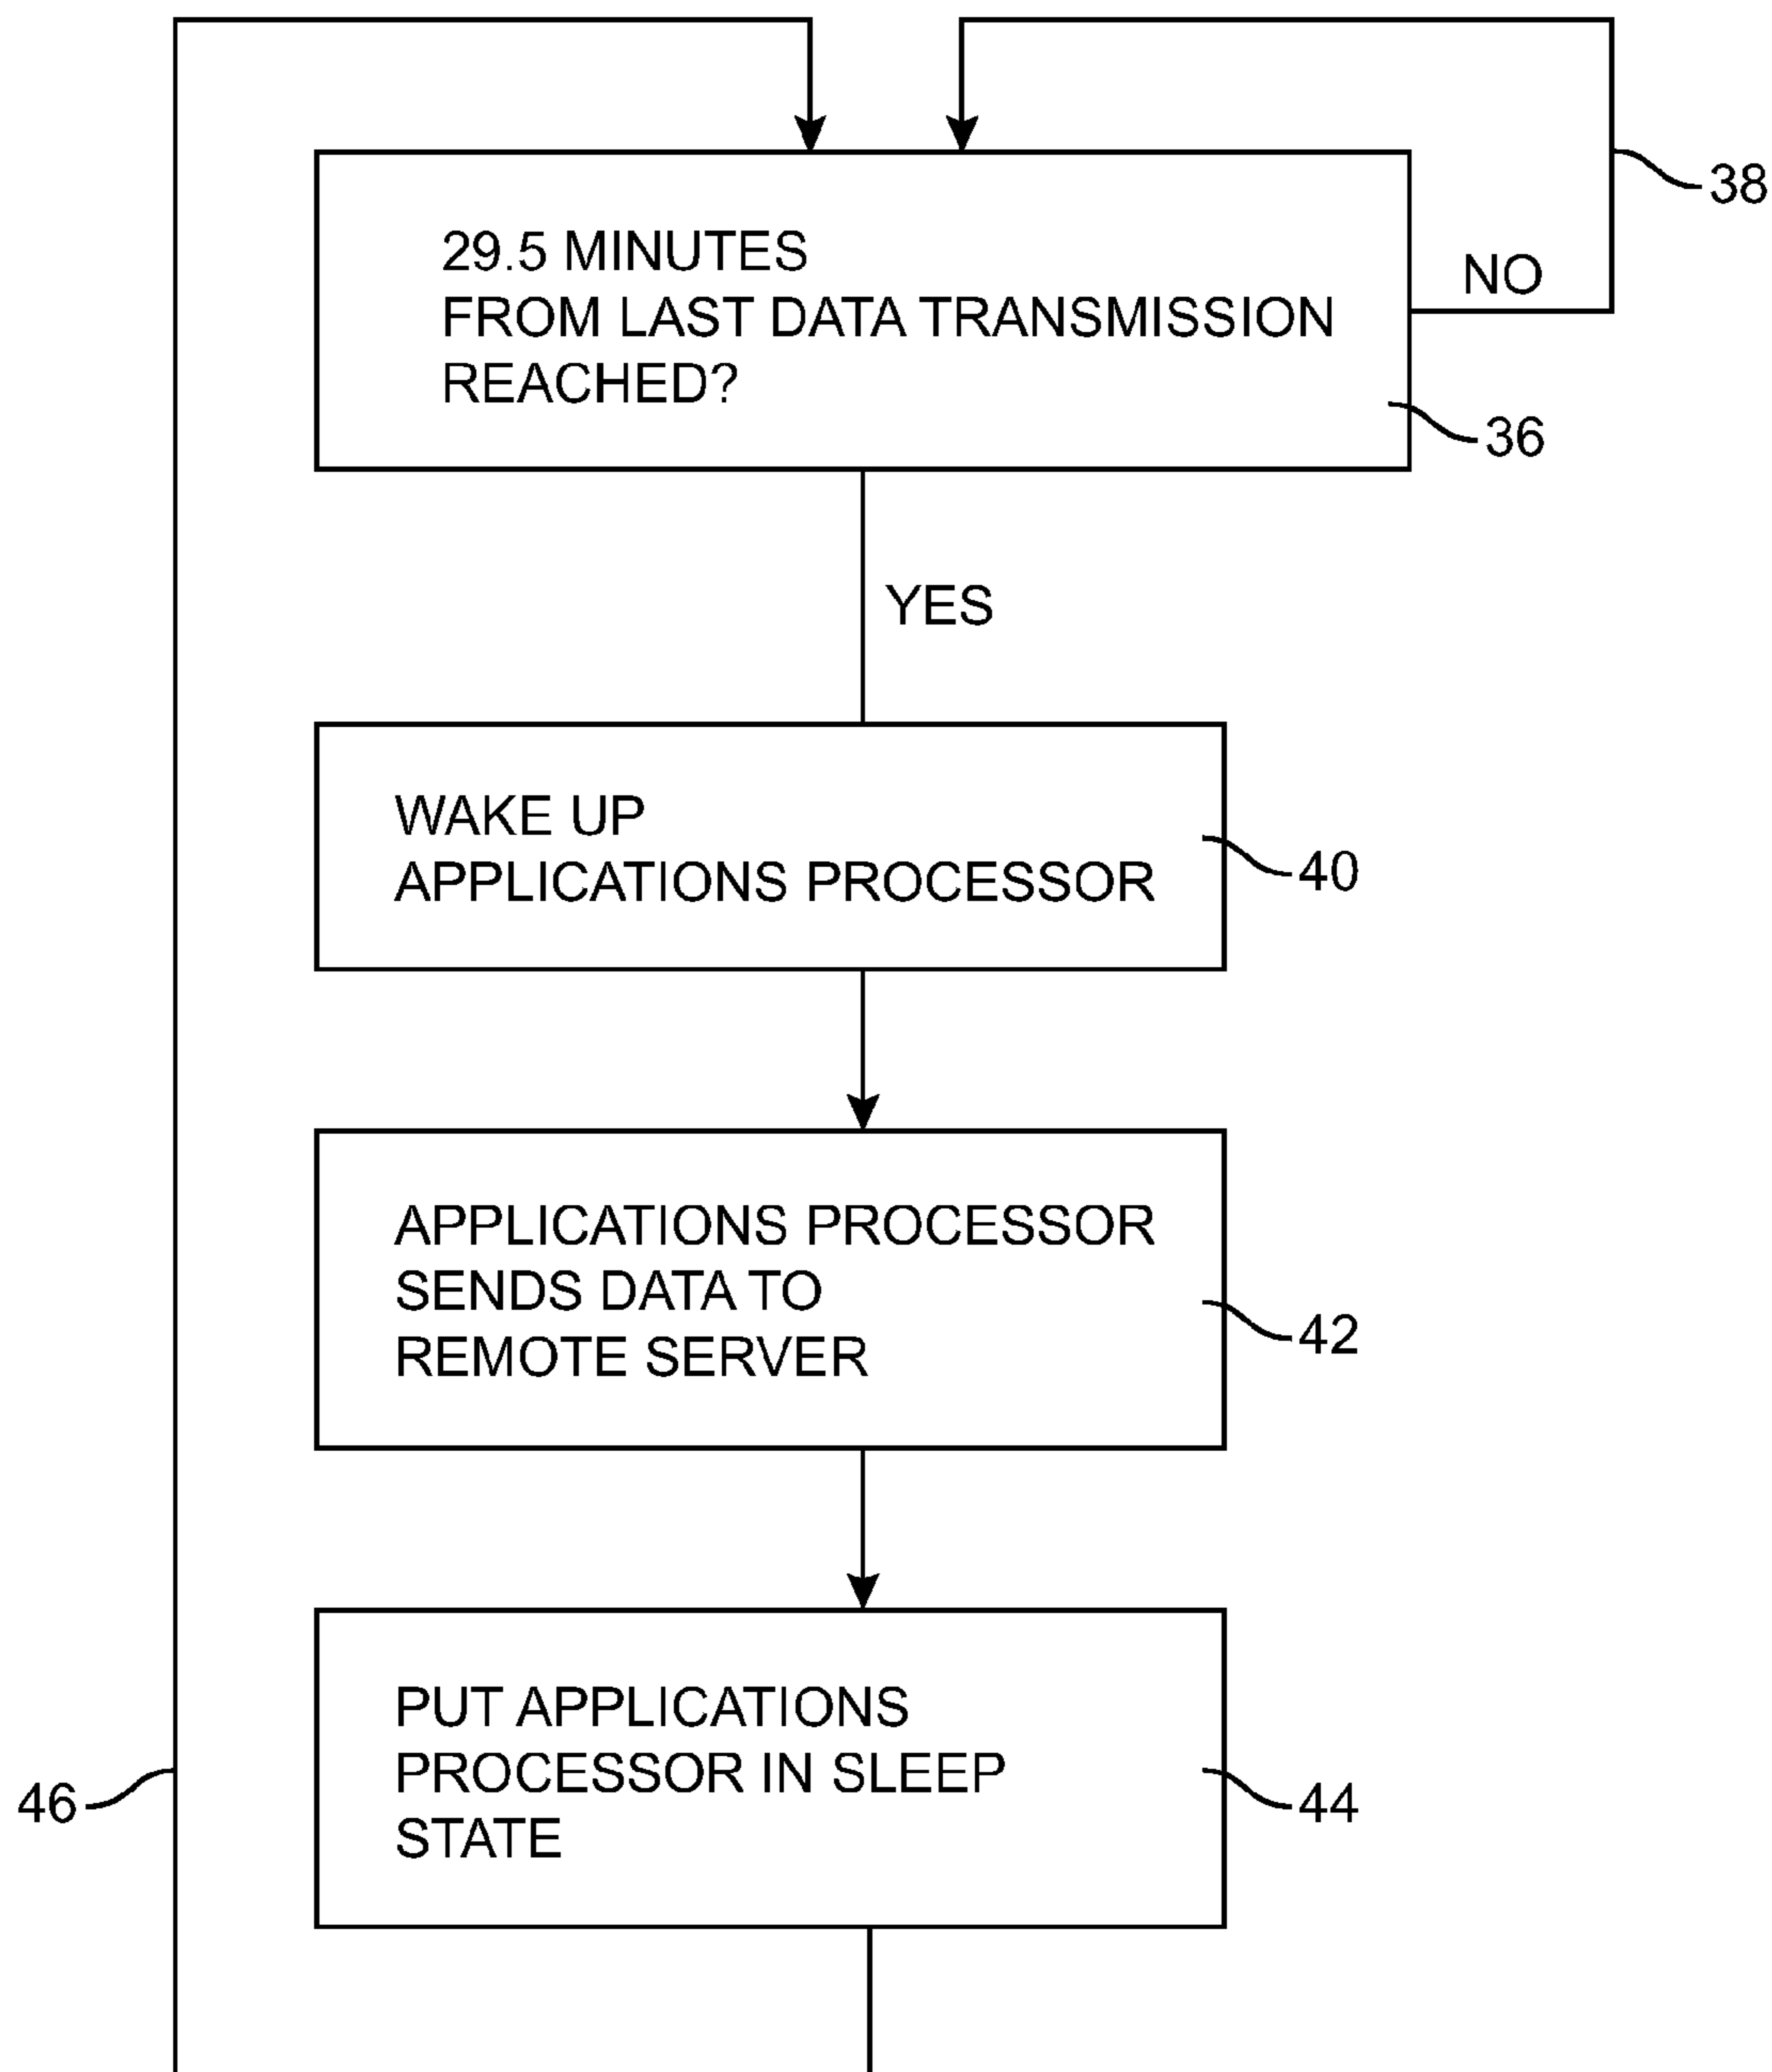 29.5 MINUTES
FROM LAST DATA TRANSMISSION
REACHED?
NO
38
36
YES
WAKE UP
APPLICATIONS PROCESSOR
40
APPLICATIONS PROCESSOR
SENDS DATA TO
REMOTE SERVER
42
PUT APPLICATIONS
PROCESSOR IN SLEEP
STATE
44
46